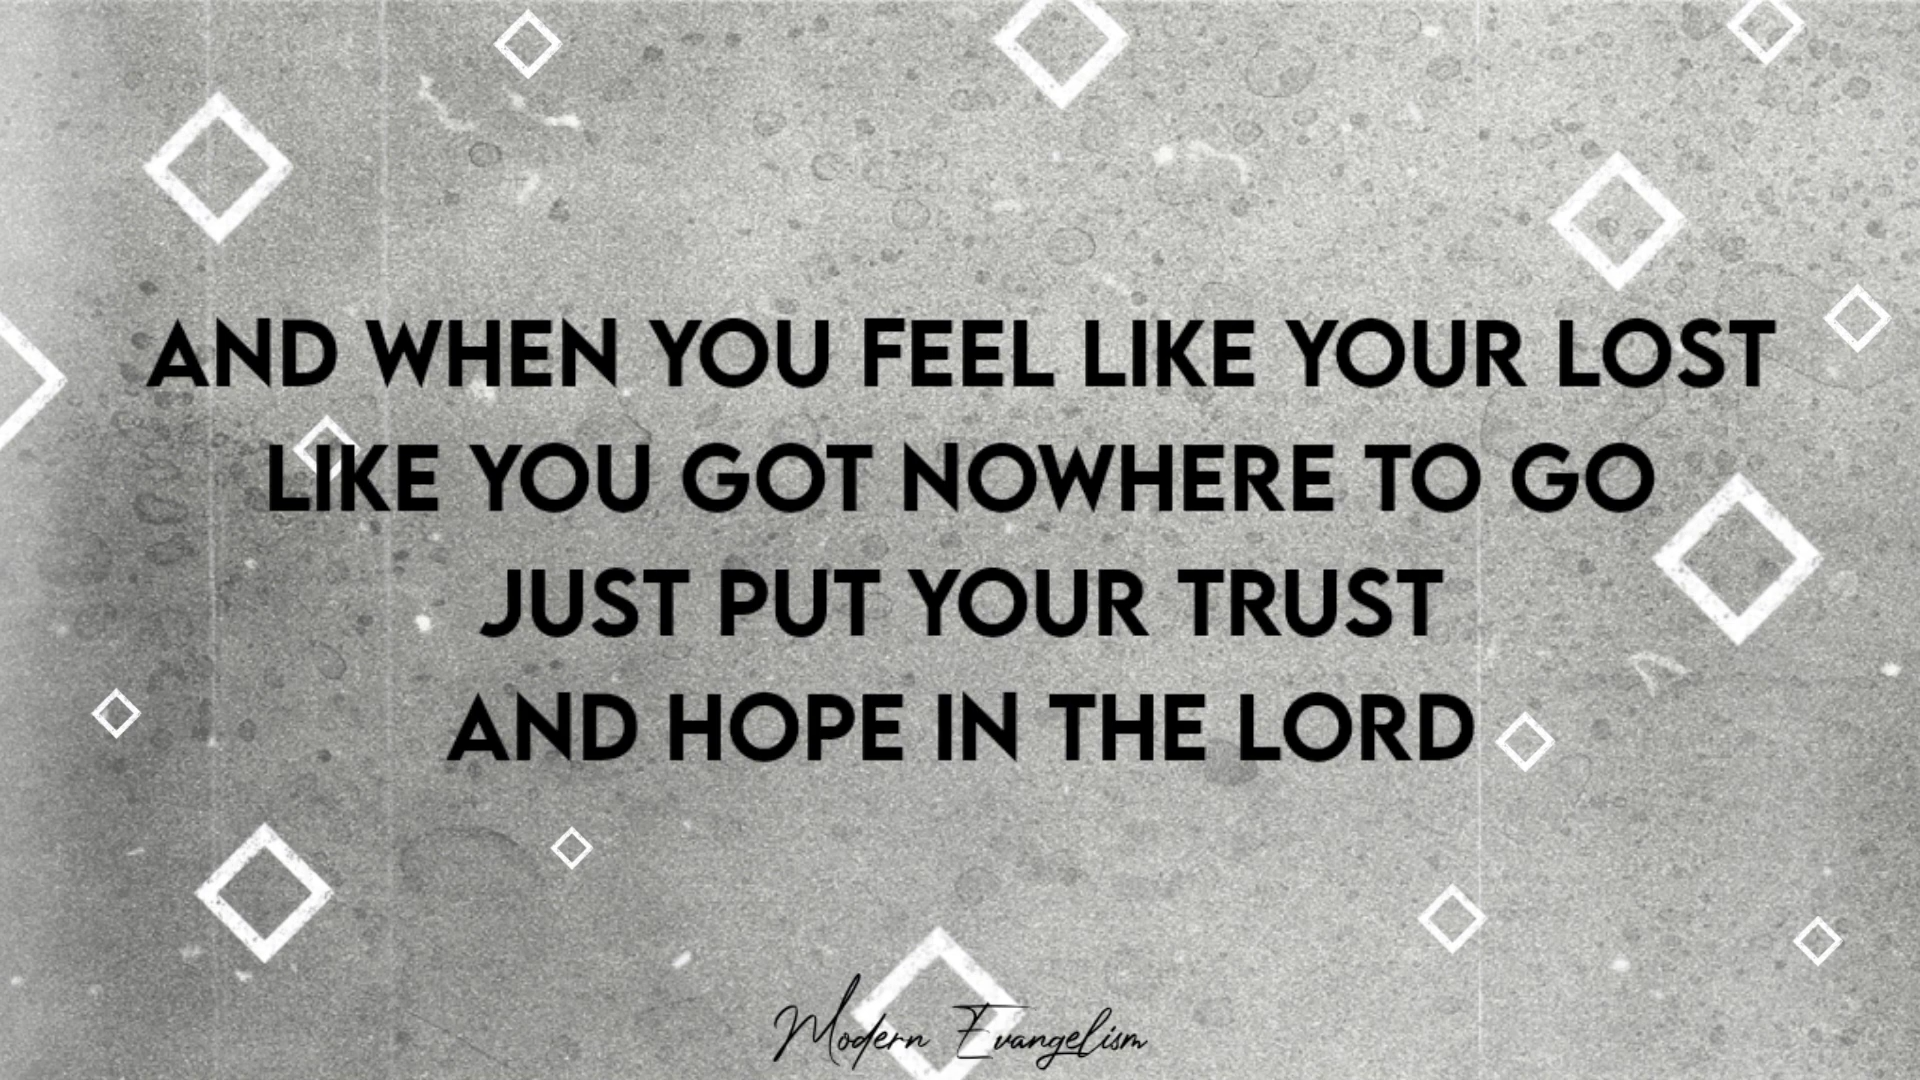 AND WHEN YOU FEEL LIKE YOUR LOST
LIKE YOU GOT NOWHERE TO GO
JUST PUT YOUR TRUST
AND HOPE IN THE LORD
Modern Evangelism